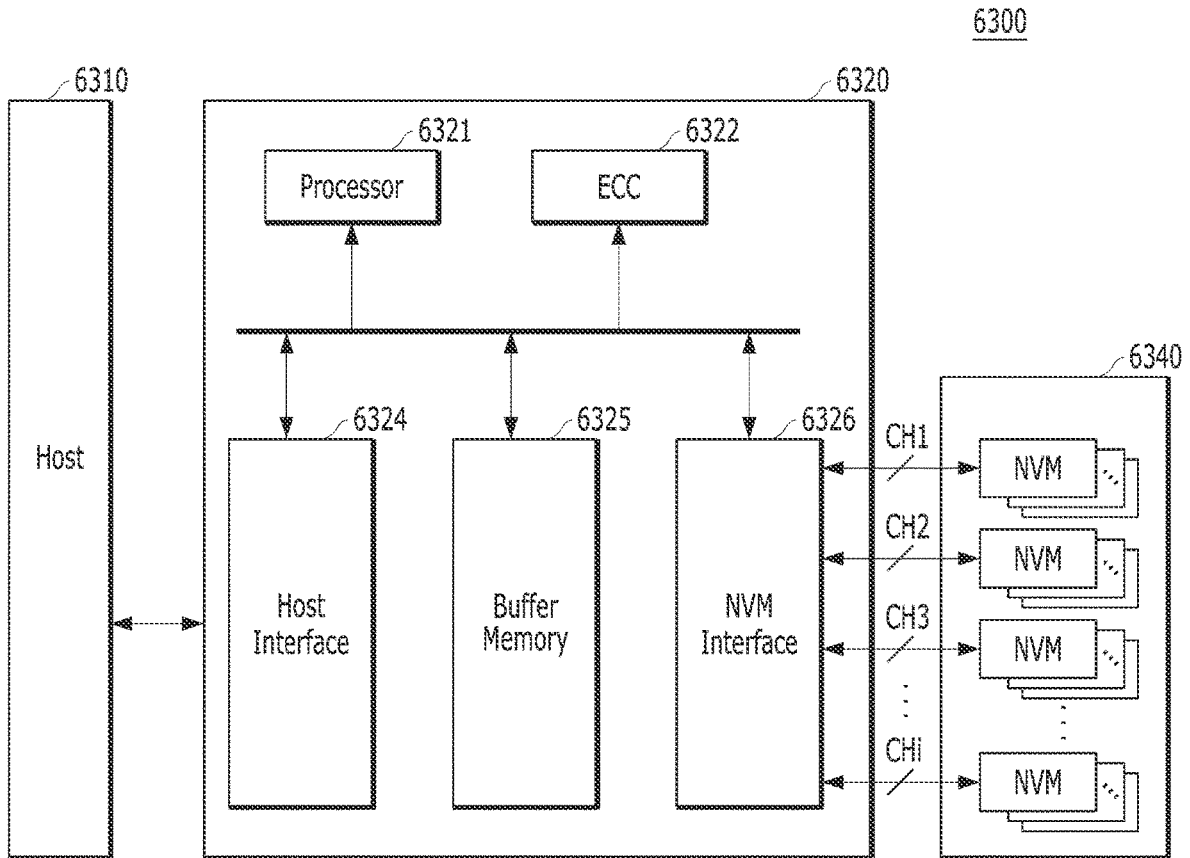 6300
6310
6320
6321
6322
Processor
ECC
6340
6324
6325
6326
CH1
Host
NVM
CH2
NVM
Host
Interface
Buffer
Memory
NVM
Interface
CH3
NVM
CHi
NVM